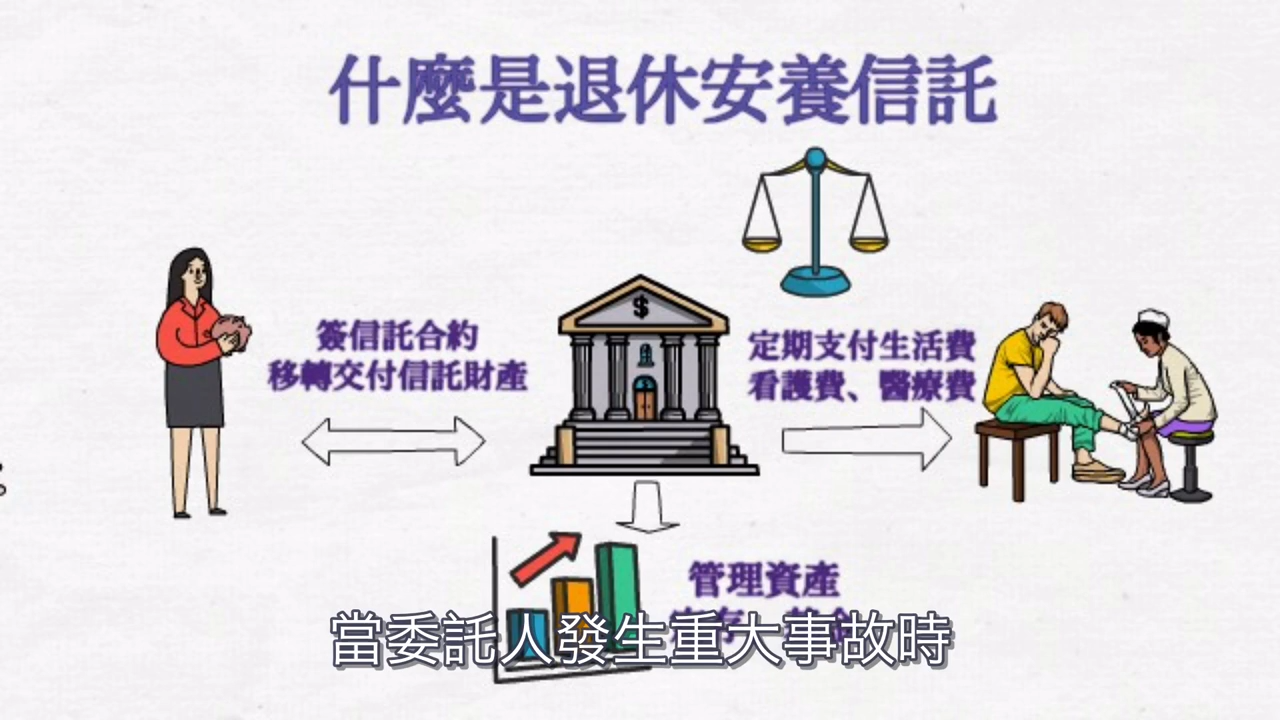 什麼是退休安養信託
簽信託合約
移轉交付信託財產
$
定期支付生活費
看護費、醫療費
管理資產
當委託人發生重大事故時